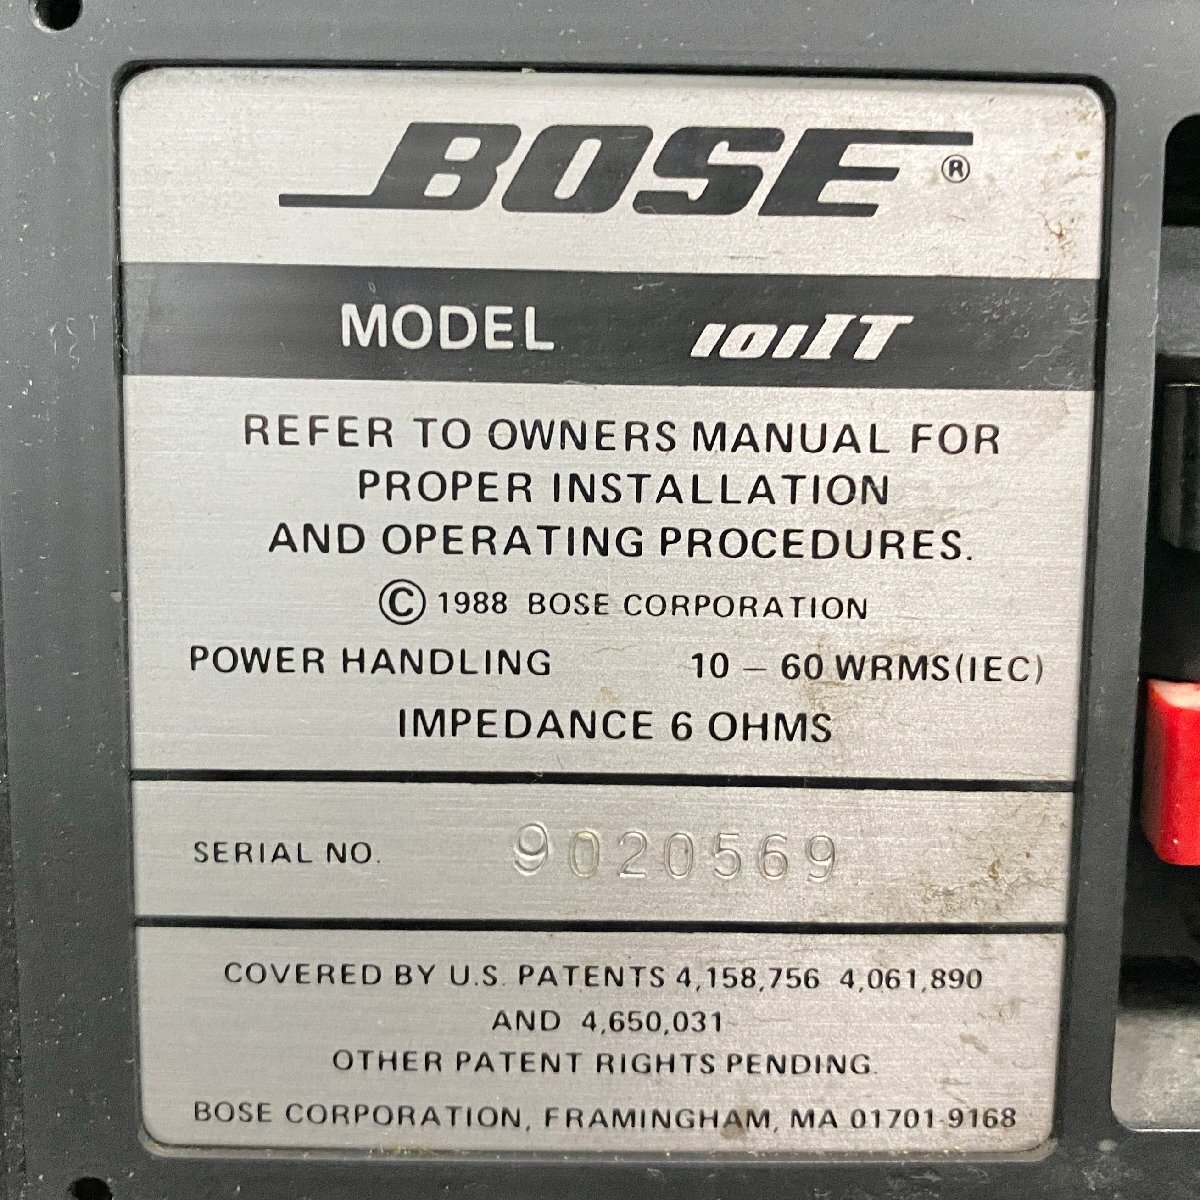 BOSE®
MODEL 101IT
REFER TO OWNERS MANUAL FOR
PROPER INSTALLATION
AND OPERATING PROCEDURES.
© 1988 BOSE CORPORATION
POWER HANDLING 10 – 60 WRMS(IEC)
IMPEDANCE 6 OHMS
SERIAL NO. 9020569
COVERED BY U.S. PATENTS 4,158,756 4,061,890
AND 4,650,031
OTHER PATENT RIGHTS PENDING.
BOSE CORPORATION, FRAMINGHAM, MA 01701-9168